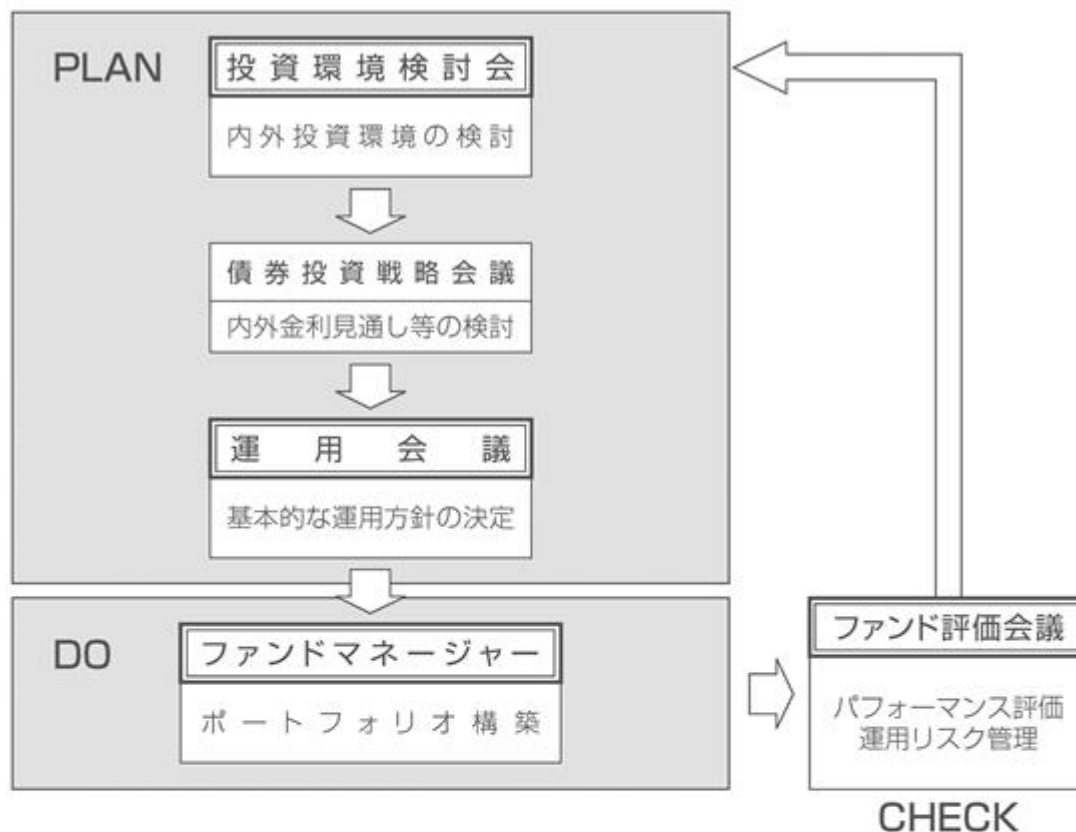 PLAN
投資環境検討会
内外投資環境の検討
債券投資戦略会議
内外金利見通し等の検討
運用会議
基本的な運用方針の決定
DO
ファンドマネージャー
ポートフォリオ構築
ファンド評価会議
パフォーマンス評価
運用リスク管理
CHECK